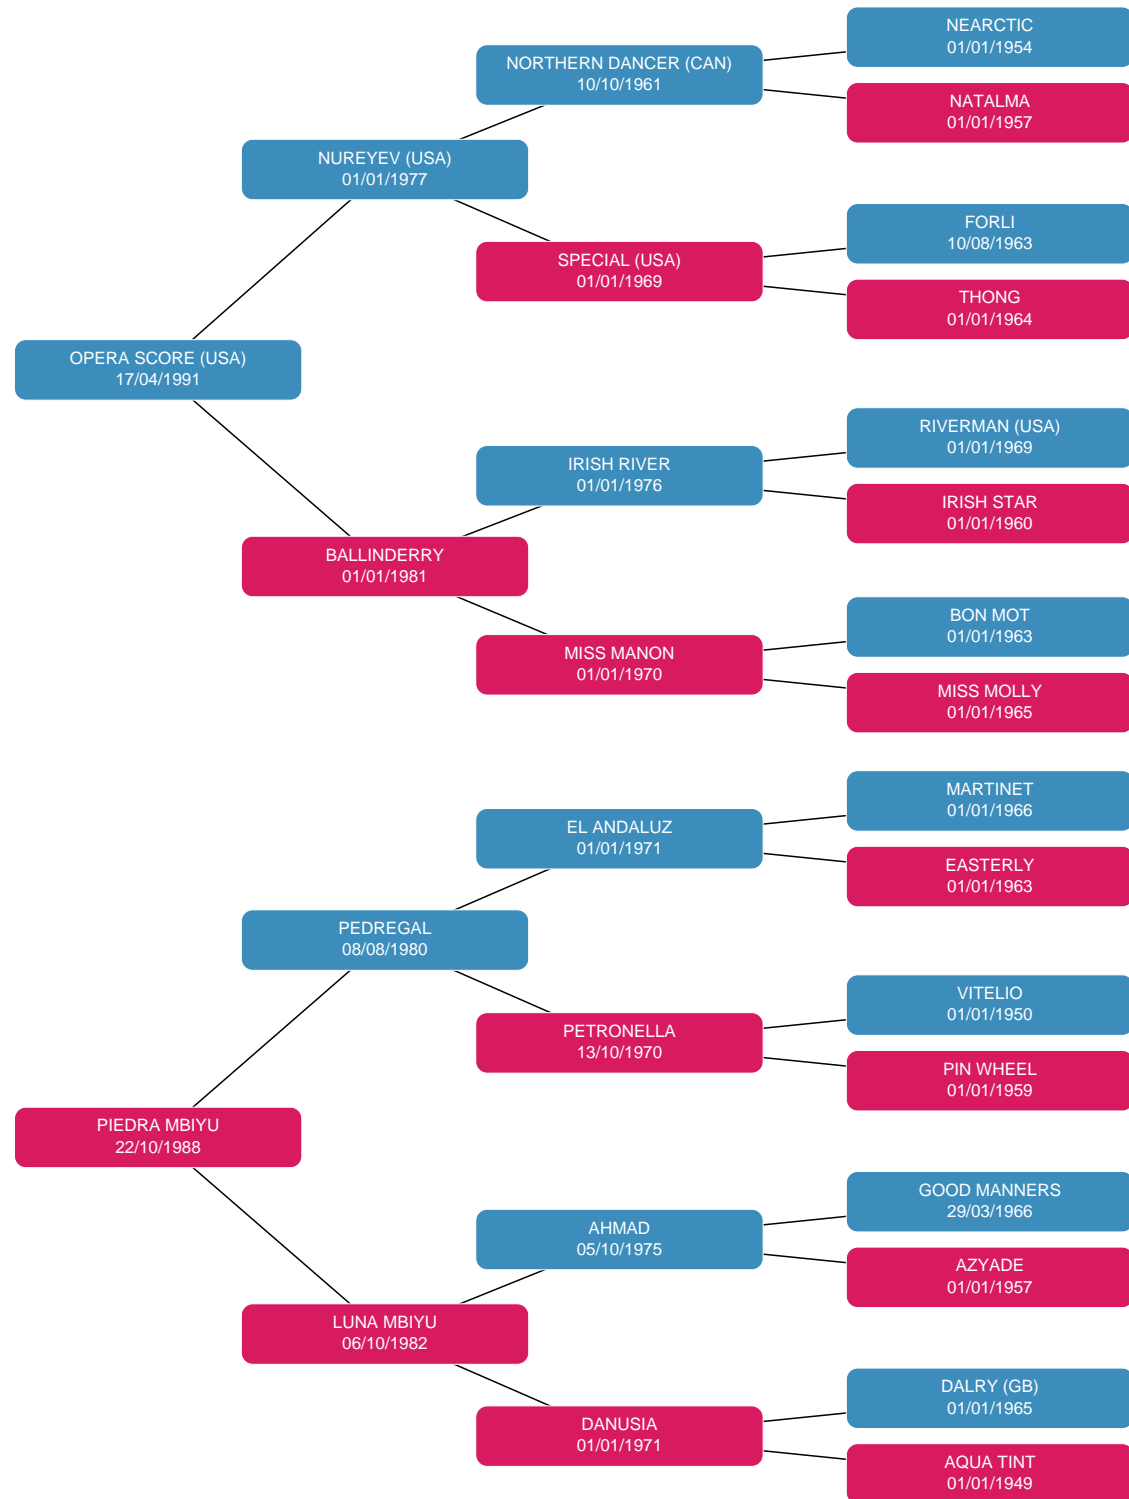 NEARCTIC
01/01/1954
NORTHERN DANCER (CAN)
10/10/1961
NATALMA
01/01/1957
NUREYEV (USA)
01/01/1977
FORLI
10/08/1963
SPECIAL (USA)
01/01/1969
THONG
01/01/1964
OPERA SCORE (USA)
17/04/1991
RIVERMAN (USA)
01/01/1969
IRISH RIVER
01/01/1976
IRISH STAR
01/01/1960
BALLINDERRY
01/01/1981
BON MOT
01/01/1963
MISS MANON
01/01/1970
MISS MOLLY
01/01/1965
MARTINET
01/01/1966
EL ANDALUZ
01/01/1971
EASTERLY
01/01/1963
PEDREGAL
08/08/1980
VITELIO
01/01/1950
PETRONELLA
13/10/1970
PIN WHEEL
01/01/1959
PIEDRA MBIYU
22/10/1988
GOOD MANNERS
29/03/1966
AHMAD
05/10/1975
AZYADE
01/01/1957
LUNA MBIYU
06/10/1982
DALRY (GB)
01/01/1965
DANUSIA
01/01/1971
AQUA TINT
01/01/1949